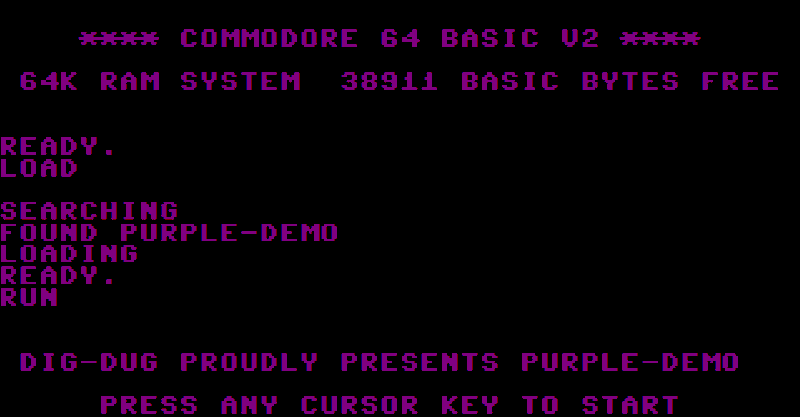 **** COMMODORE 64 BASIC V2 ****
64K RAM SYSTEM  38911 BASIC BYTES FREE
READY.
LOAD
SEARCHING
FOUND PURPLE-DEMO
LOADING
READY.
RUN
DIG-DUG PROUDLY PRESENTS PURPLE-DEMO
PRESS ANY CURSOR KEY TO START